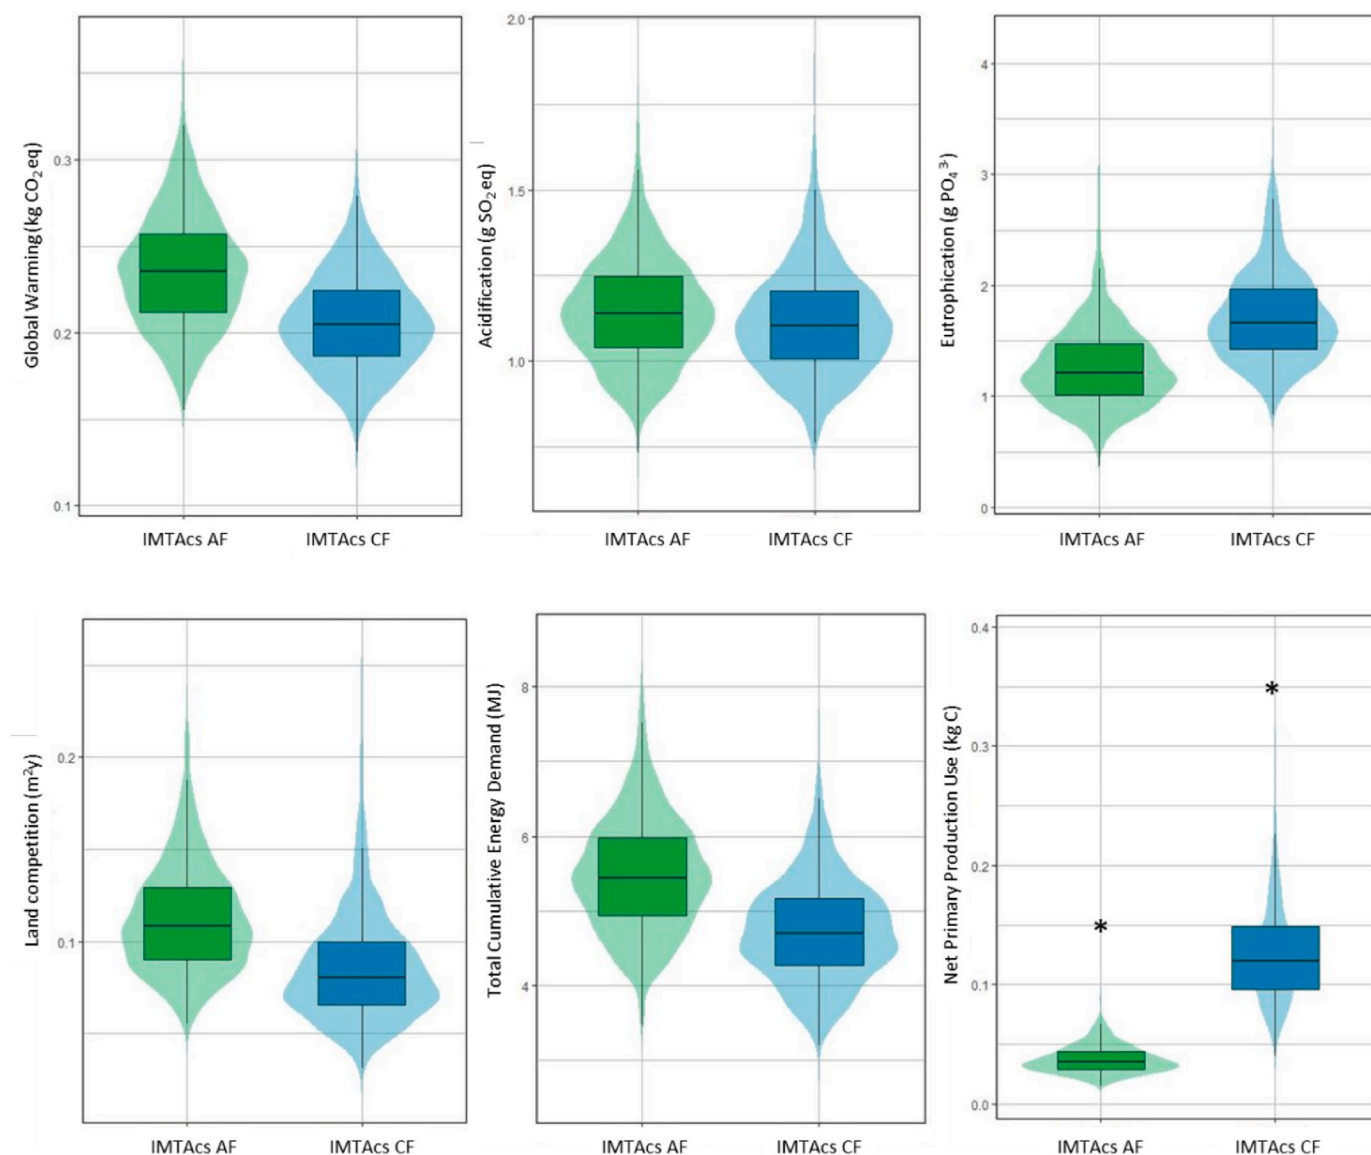 Global Warming (kg CO₂ eq)
0.3
0.2
0.1
IMTAcs AF IMTAcs CF
Acidification (g SO₂ eq)
2.0
1.5
1.0
IMTAcs AF IMTAcs CF
Eutrophication (g PO₄³⁻)
4
3
2
1
0
IMTAcs AF IMTAcs CF
Land competition (m²y)
0.2
0.1
IMTAcs AF IMTAcs CF
Total Cumulative Energy Demand (MJ)
8
6
4
IMTAcs AF IMTAcs CF
Net Primary Production Use (kg C)
0.4
0.3
0.2
0.1
0.0
*
*
IMTAcs AF IMTAcs CF